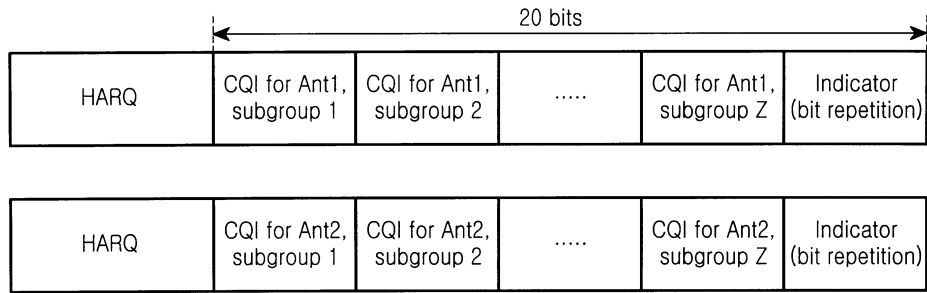 20 bits
HARQ
CQI for Ant1,
subgroup 1
CQI for Ant1,
subgroup 2
.....
CQI for Ant1,
subgroup Z
Indicator
(bit repetition)
HARQ
CQI for Ant2,
subgroup 1
CQI for Ant2,
subgroup 2
.....
CQI for Ant2,
subgroup Z
Indicator
(bit repetition)